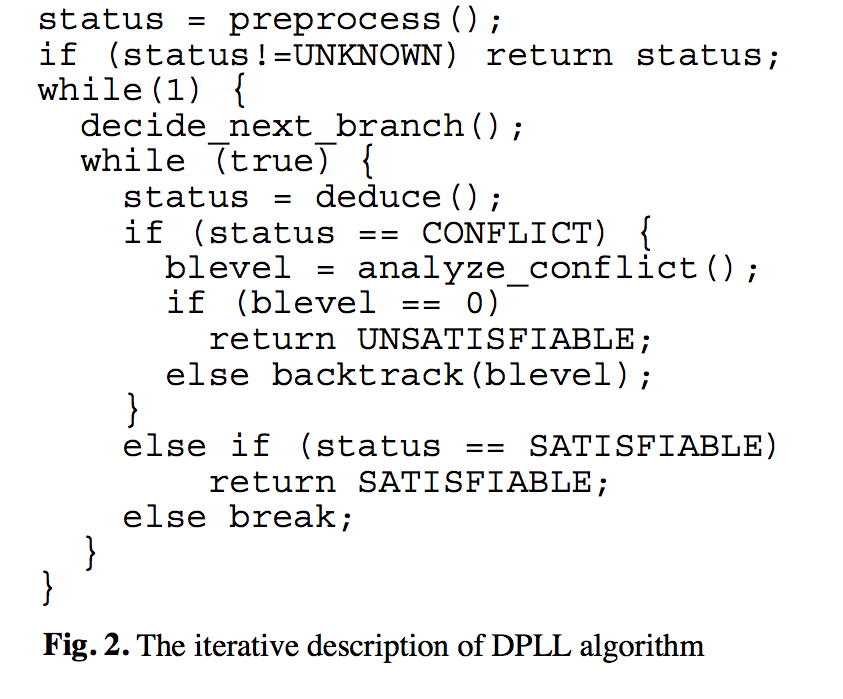 status = preprocess();
if (status!=UNKNOWN) return status;
while(1) {
decide_next_branch();
while (true) {
status = deduce();
if (status == CONFLICT) {
blevel = analyze_conflict();
if (blevel == 0)
return UNSATISFIABLE;
else backtrack(blevel);
}
else if (status == SATISFIABLE)
return SATISFIABLE;
else break;
}
}
Fig. 2. The iterative description of DPLL algorithm